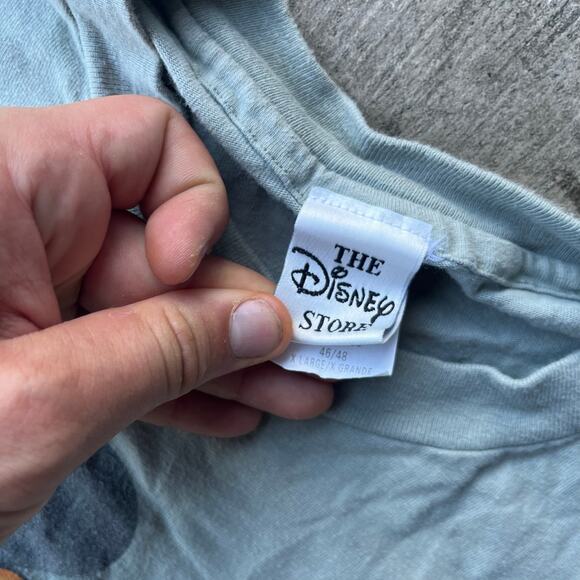 THE
Disney
STORE
46/48
X LARGE/X GRANDE